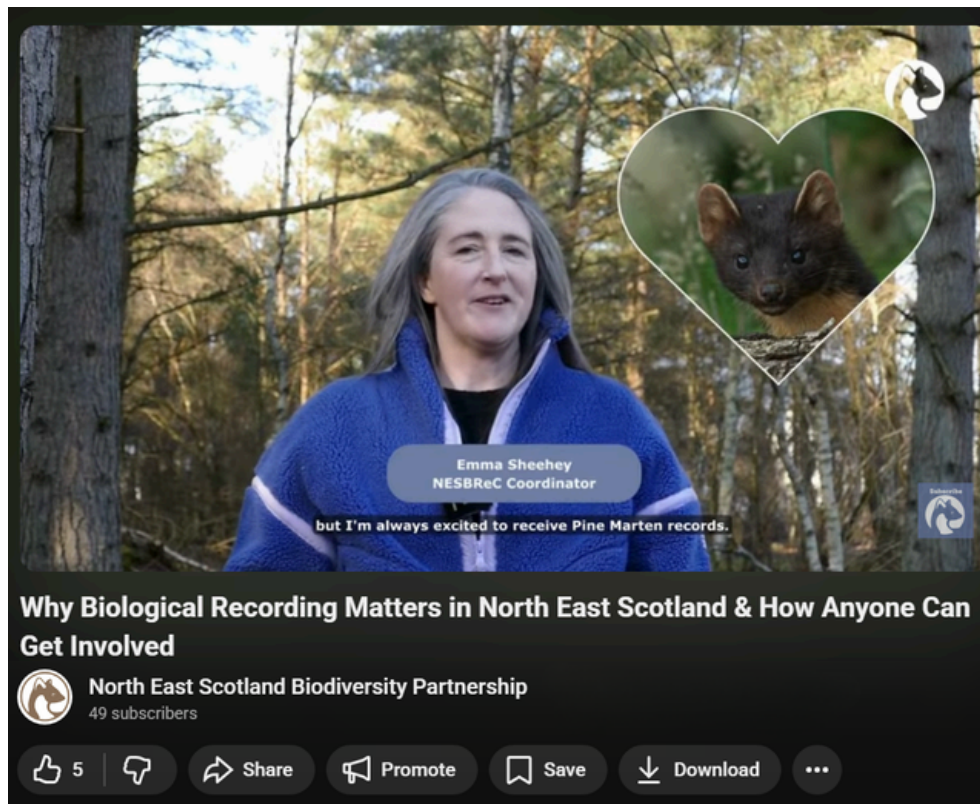 Emma Sheehey
NESBReC Coordinator
but I'm always excited to receive Pine Marten records.
Subscribe
Why Biological Recording Matters in North East Scotland & How Anyone Can
Get Involved
North East Scotland Biodiversity Partnership
49 subscribers
5
Share
Promote
Save
Download